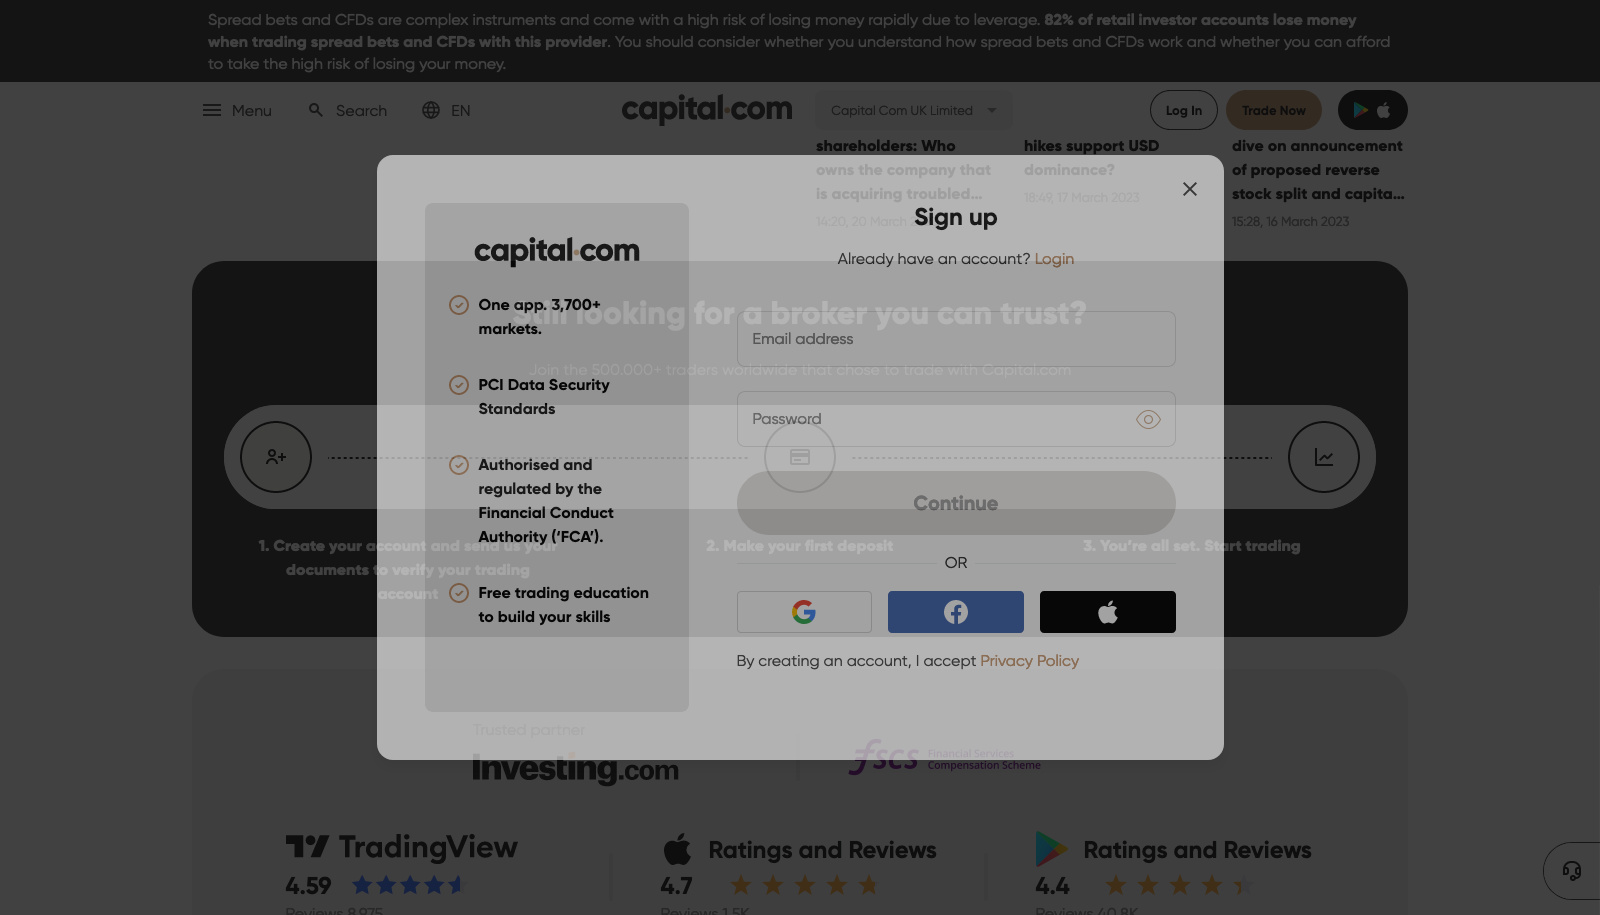 Spread bets and CFDs are complex instruments and come with a high risk of losing money rapidly due to leverage. 82% of retail investor accounts lose money
when trading spread bets and CFDs with this provider. You should consider whether you understand how spread bets and CFDs work and whether you can afford
to take the high risk of losing your money.
Menu
Search
EN
capital.com
Capital Com UK Limited
Log In
Trade Now
shareholders: Who
owns the company that
is acquiring troubled...
14:20, 20 March
hikes support USD
dominance?
18:49, 17 March 2023
dive on announcement
of proposed reverse
stock split and capita...
15:28, 16 March 2023
Sign up
Already have an account? Login
capital.com
One app. 3,700+
markets.
PCI Data Security
Standards
Authorised and
regulated by the
Financial Conduct
Authority ('FCA').
Free trading education
to build your skills
Email address
Password
Continue
OR
By creating an account, I accept Privacy Policy
Still looking for a broker you can trust?
Join the 500.000+ traders worldwide that chose to trade with Capital.com
1. Create your account and send us your
documents to verify your trading
account
2. Make your first deposit
3. You're all set. Start trading
Trusted partner
Investing.com
fscs
Financial Services
Compensation Scheme
TradingView
4.59
Reviews 8,975
Ratings and Reviews
4.7
Reviews 1.5K
Ratings and Reviews
4.4
Reviews 40.8K